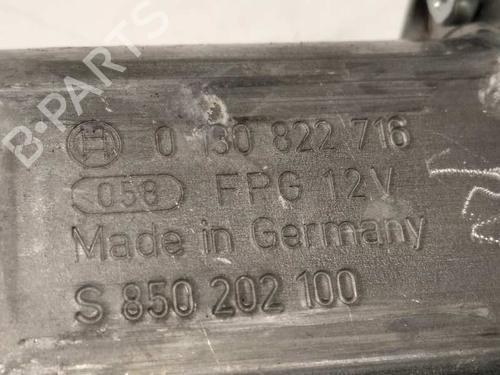 B-PARTS
0 130 822 716
058 FPG 12V
Made in Germany
S 850 202 100